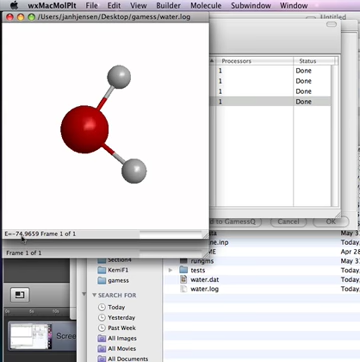 wxMacMolPlt File Edit View Builder Molecule Subwindow Window
/Users/janhjensen/Desktop/gamess/water.log
Untitled
Processors Status
1 Done
1 Done
1 Done
1 Done
to GamessQ Cancel OK
E=-74.9659 Frame 1 of 1
Frame 1 of 1
May 3
ne.inp Today,
ME Apr 28
rungms May 3
KemiF1 tests Today,
gamess water.dat Today,
water.log Today,
SEARCH FOR
Today
Yesterday
Past Week
All Images
All Movies
All Documents
Scree